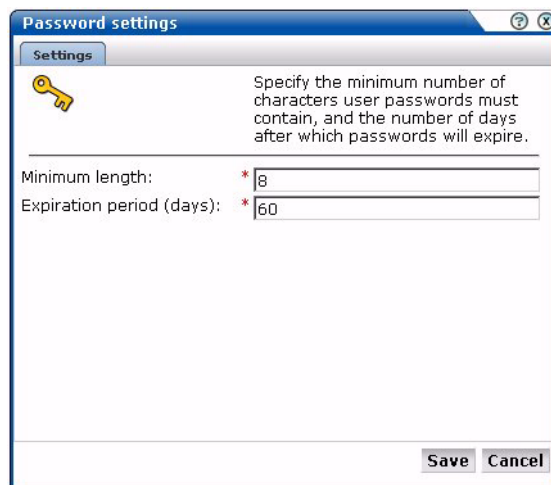 Password settings
Settings
Specify the minimum number of
characters user passwords must
contain, and the number of days
after which passwords will expire.
Minimum length: * 8
Expiration period (days): * 60
Save Cancel